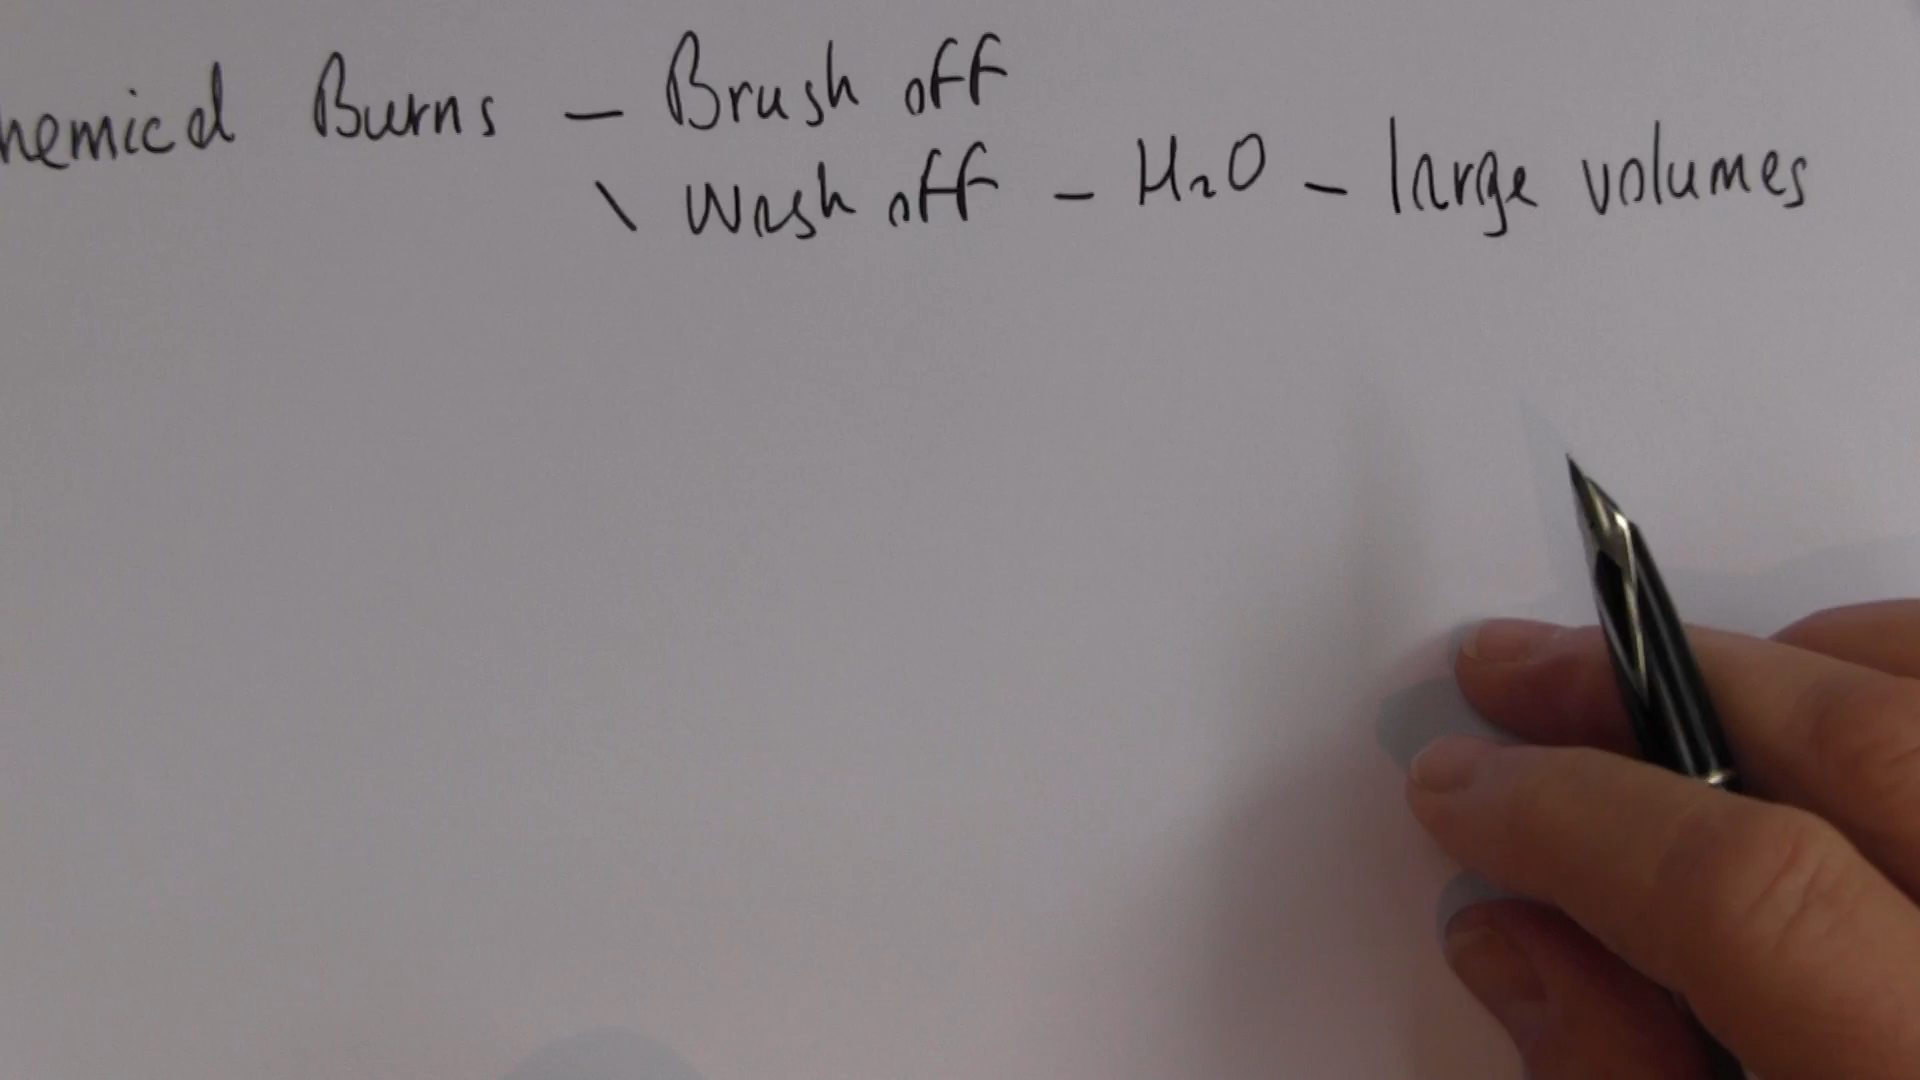 hemical Burns - Brush off
\ Wash off - H2O - large volumes